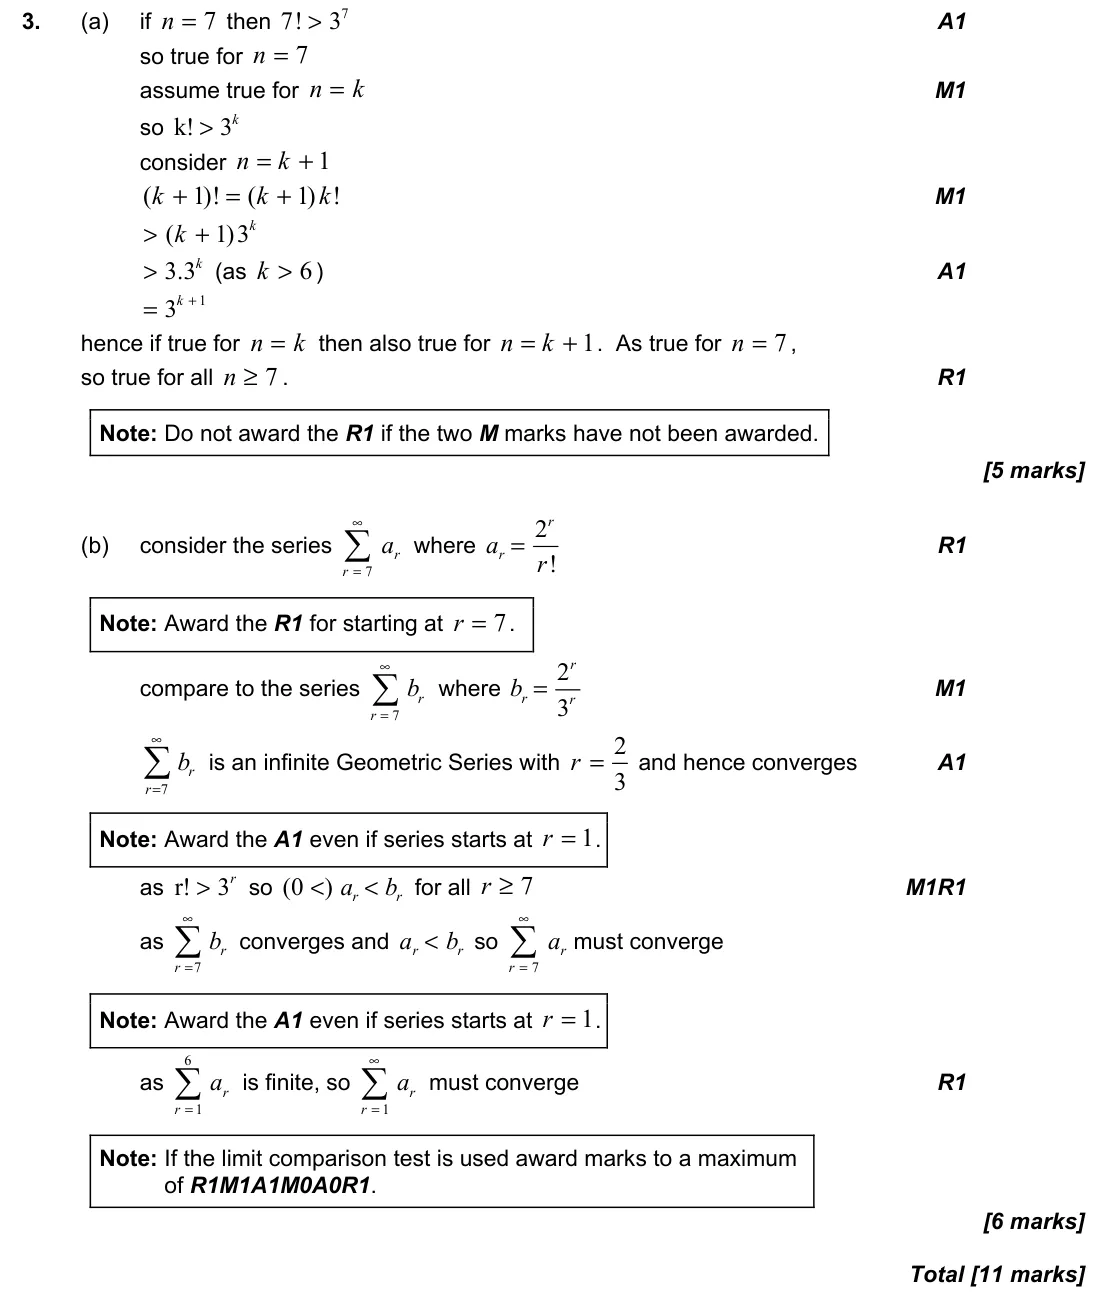 3. (a) if n = 7 then 7! > 3⁷ A1
so true for n = 7
assume true for n = k M1
so k! > 3ᵏ
consider n = k + 1
(k + 1)! = (k + 1)k! M1
> (k + 1)3ᵏ
> 3.3ᵏ (as k > 6) A1
= 3ᵏ⁺¹
hence if true for n = k then also true for n = k + 1. As true for n = 7,
so true for all n ≥ 7. R1
Note: Do not award the R1 if the two M marks have not been awarded.
[5 marks]
(b) consider the series ∑_{r = 7}^{∞} a_r where a_r = 2^r / r! R1
Note: Award the R1 for starting at r = 7.
compare to the series ∑_{r = 7}^{∞} b_r where b_r = 2^r / 3^r M1
∑_{r=7}^{∞} b_r is an infinite Geometric Series with r = 2/3 and hence converges A1
Note: Award the A1 even if series starts at r = 1.
as r! > 3^r so (0 <) a_r < b_r for all r ≥ 7 M1R1
as ∑_{r=7}^{∞} b_r converges and a_r < b_r so ∑_{r = 7}^{∞} a_r must converge
Note: Award the A1 even if series starts at r = 1.
as ∑_{r = 1}^{6} a_r is finite, so ∑_{r = 1}^{∞} a_r must converge R1
Note: If the limit comparison test is used award marks to a maximum
of R1M1A1M0A0R1.
[6 marks]
Total [11 marks]